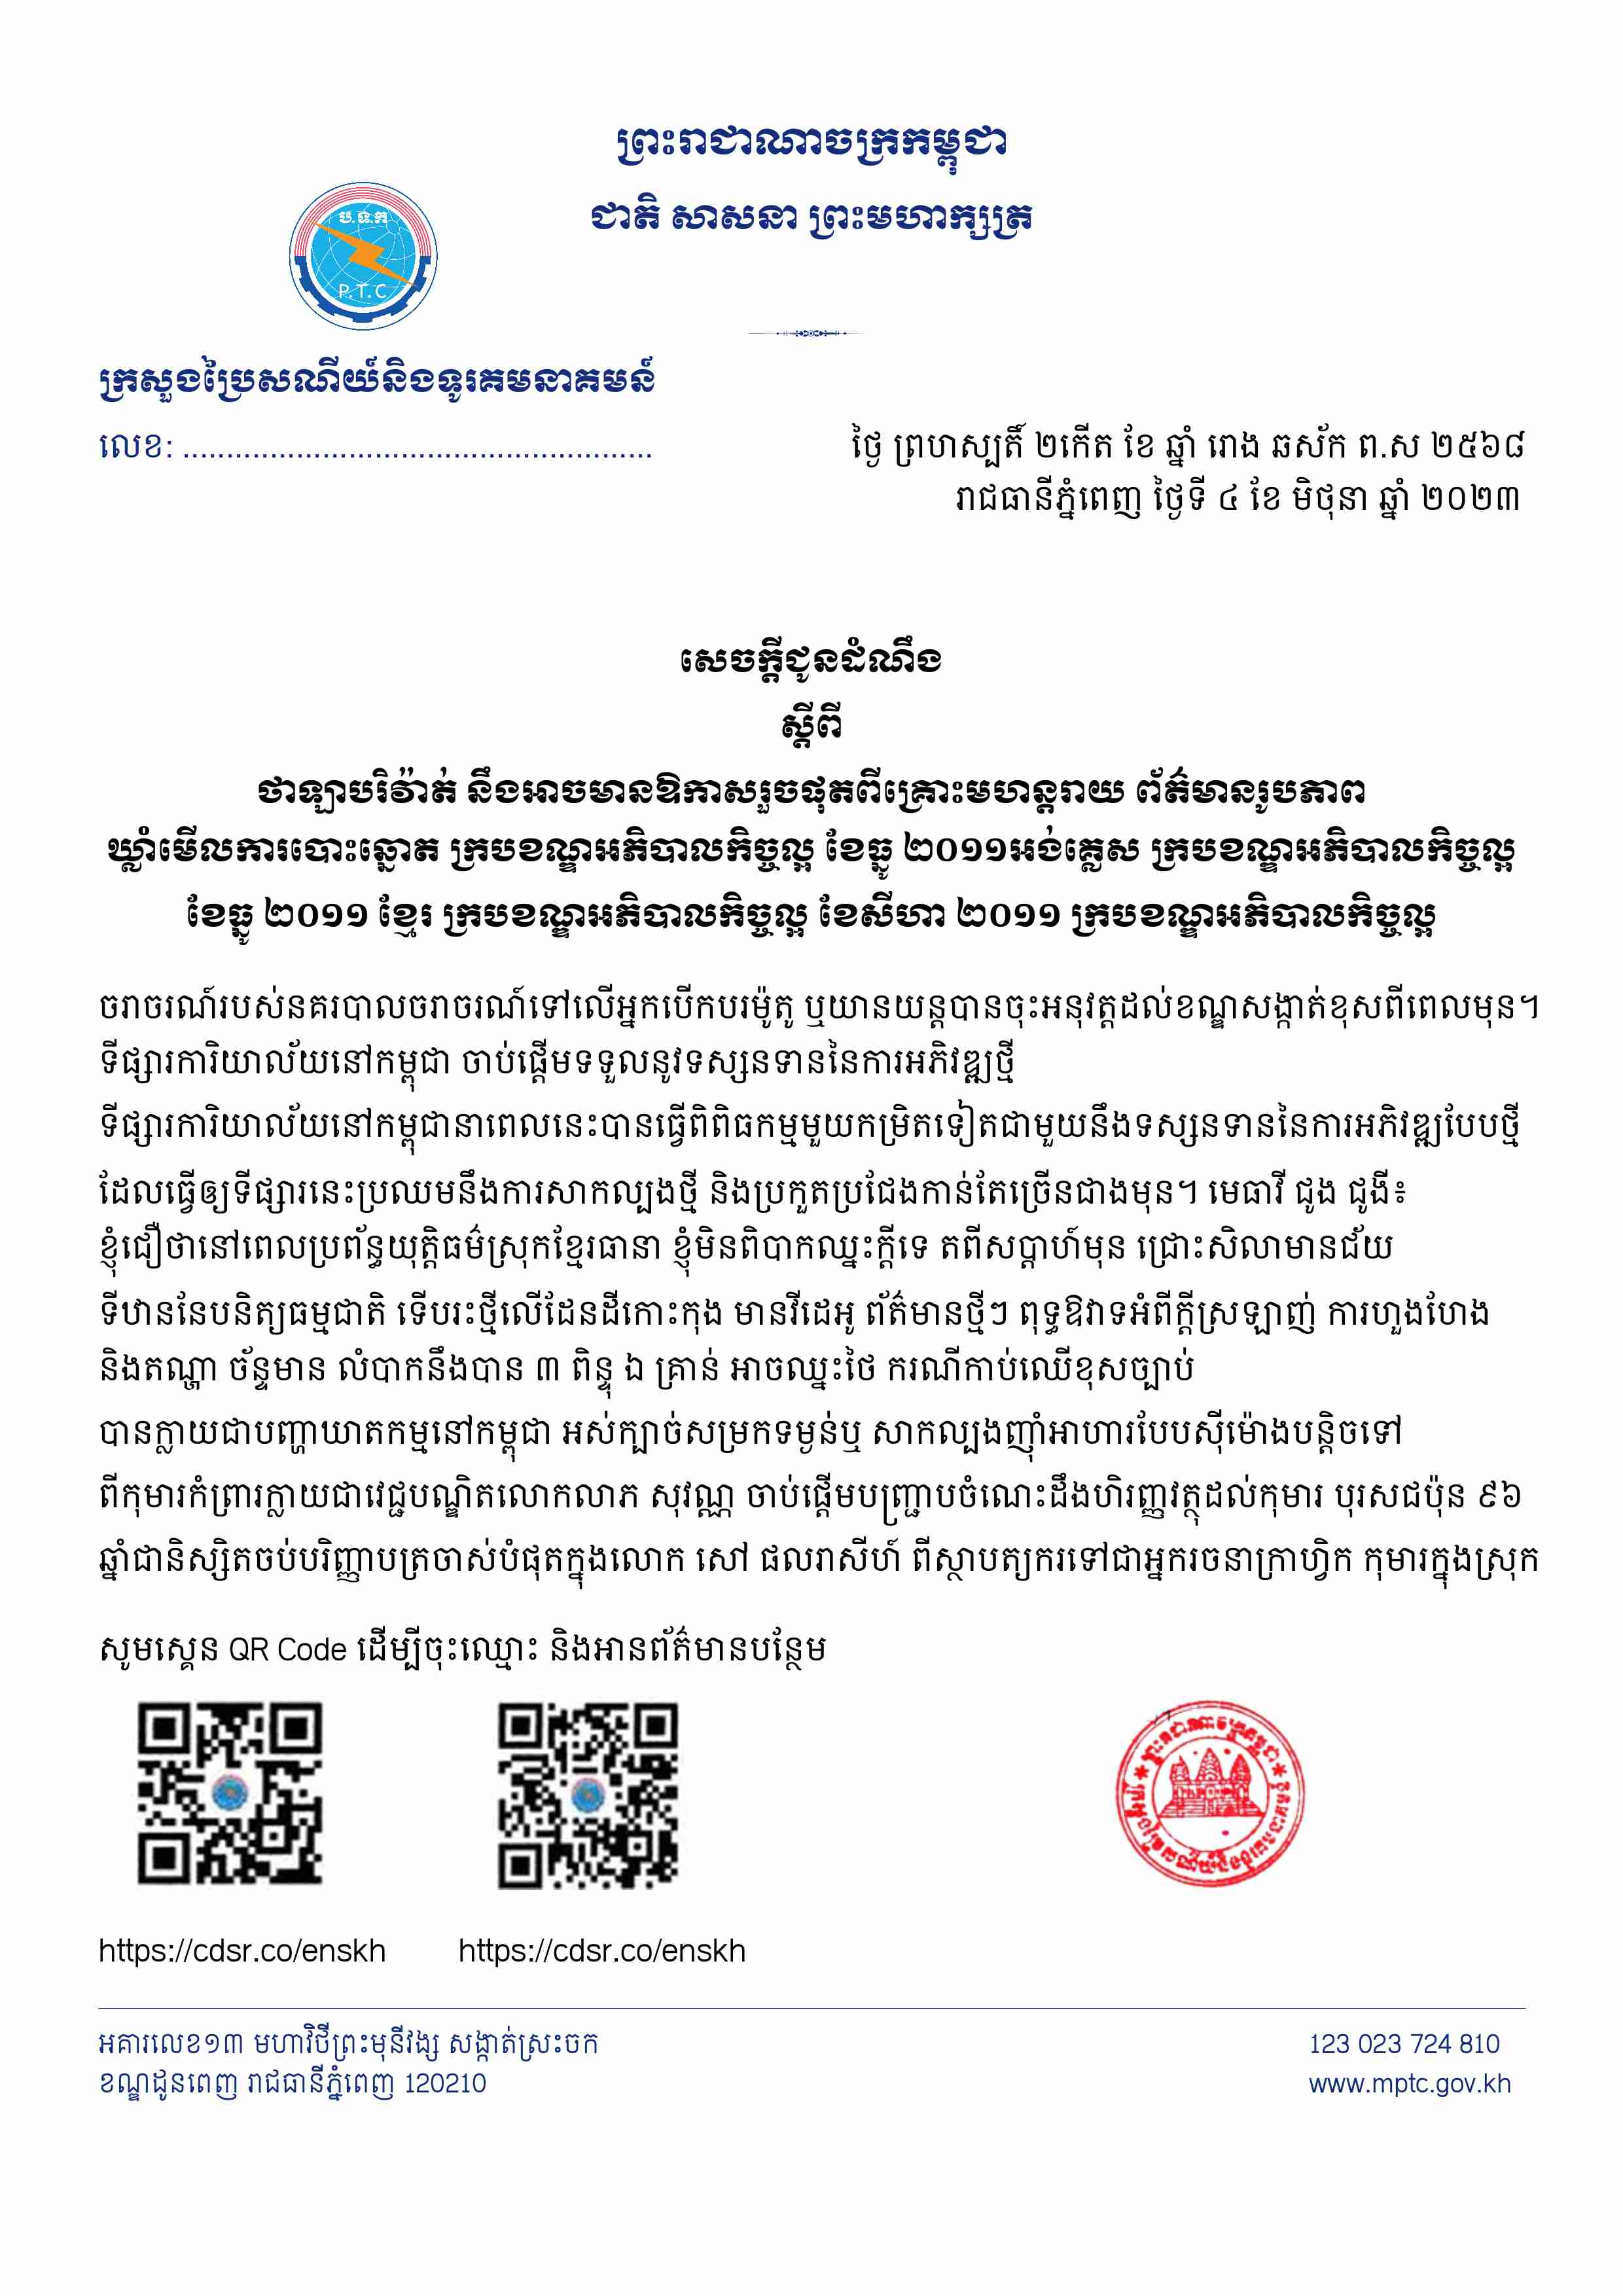 ព្រះរាជាណាចក្រកម្ពុជា
ជាតិ សាសនា ព្រះមហាក្សត្រ
ប.ទ.ក
P.T.C
ក្រសួងប្រៃសណីយ៍និងទូរគមនាគមន៍
លេខ: ......................................................
ថ្ងៃ ព្រហស្បតិ៍ ២កើត ខែ ឆ្នាំ រោង ឆស័ក ព.ស ២៥៦៨
រាជធានីភ្នំពេញ ថ្ងៃទី ៤ ខែ មិថុនា ឆ្នាំ ២០២៣
សេចក្តីជូនដំណឹង
ស្តីពី
ថាឡាបរិវ៉ាត់ នឹងអាចមានឱកាសរួចផុតពីគ្រោះមហន្តរាយ ព័ត៌មានរូបភាព
ឃ្លាំមើលការបោះឆ្នោត ក្របខណ្ឌអភិបាលកិច្ចល្អ ខែធ្នូ ២០១១អង់គ្លេស ក្របខណ្ឌអភិបាលកិច្ចល្អ
ខែធ្នូ ២០១១ ខ្មែរ ក្របខណ្ឌអភិបាលកិច្ចល្អ ខែសីហា ២០១១ ក្របខណ្ឌអភិបាលកិច្ចល្អ
ចរាចរណ៍របស់នគរបាលចរាចរណ៍ទៅលើអ្នកបើកបរម៉ូតូ ឬយានយន្តបានចុះអនុវត្តដល់ខណ្ឌសង្កាត់ខុសពីពេលមុន។
ទីផ្សារការិយាល័យនៅកម្ពុជា ចាប់ផ្តើមទទួលនូវទស្សនទាននៃការអភិវឌ្ឍថ្មី
ទីផ្សារការិយាល័យនៅកម្ពុជានាពេលនេះបានធ្វើពិពិធកម្មមួយកម្រិតទៀតជាមួយនឹងទស្សនទាននៃការអភិវឌ្ឍបែបថ្មី
ដែលធ្វើឲ្យទីផ្សារនេះប្រឈមនឹងការសាកល្បងថ្មី និងប្រកួតប្រជែងកាន់តែច្រើនជាងមុន។ មេធាវី ជូង ជូងី៖
ខ្ញុំជឿថានៅពេលប្រព័ន្ធយុត្តិធម៌ស្រុកខ្មែរធានា ខ្ញុំមិនពិបាកឈ្នះក្តីទេ តពីសប្តាហ៍មុន ជ្រោះសិលាមានជ័យ
ទីឋាននៃបនិត្យធម្មជាតិ ទើបរះថ្មីលើដែនដីកោះកុង មានវីដេអូ ព័ត៌មានថ្មីៗ ពុទ្ធឱវាទអំពីក្តីស្រឡាញ់ ការហួងហែង
និងតណ្ហា ច័ន្ទមាន លំបាកនឹងបាន ៣ ពិន្ទុ ឯ គ្រាន់ អាចឈ្នះថៃ ករណីកាប់ឈើខុសច្បាប់
បានក្លាយជាបញ្ហាឃាតកម្មនៅកម្ពុជា អស់ក្បាច់សម្រកទម្ងន់ឬ សាកល្បងញ៉ាំអាហារបែបស៊ីម៉ោងបន្តិចទៅ
ពីកុមារកំព្រារក្លាយជាវេជ្ជបណ្ឌិតលោកលាភ សុវណ្ណ ចាប់ផ្តើមបញ្ជ្រាបចំណេះដឹងហិរញ្ញវត្ថុដល់កុមារ បុរសជប៉ុន ៩៦
ឆ្នាំជានិស្សិតចប់បរិញ្ញាបត្រចាស់បំផុតក្នុងលោក សៅ ផលរាសីហ៍ ពីស្ថាបត្យករទៅជាអ្នករចនាក្រាហ្វិក កុមារក្នុងស្រុក
សូមស្គេន QR Code ដើម្បីចុះឈ្មោះ និងអានព័ត៌មានបន្ថែម
ព្រះរាជាណាចក្រកម្ពុជា
ក្រសួងប្រៃសណីយ៍និងទូរគមនាគមន៍
https://cdsr.co/enskh https://cdsr.co/enskh
អគារលេខ១៣ មហាវិថីព្រះមុនីវង្ស សង្កាត់ស្រះចក
ខណ្ឌដូនពេញ រាជធានីភ្នំពេញ 120210
123 023 724 810
www.mptc.gov.kh